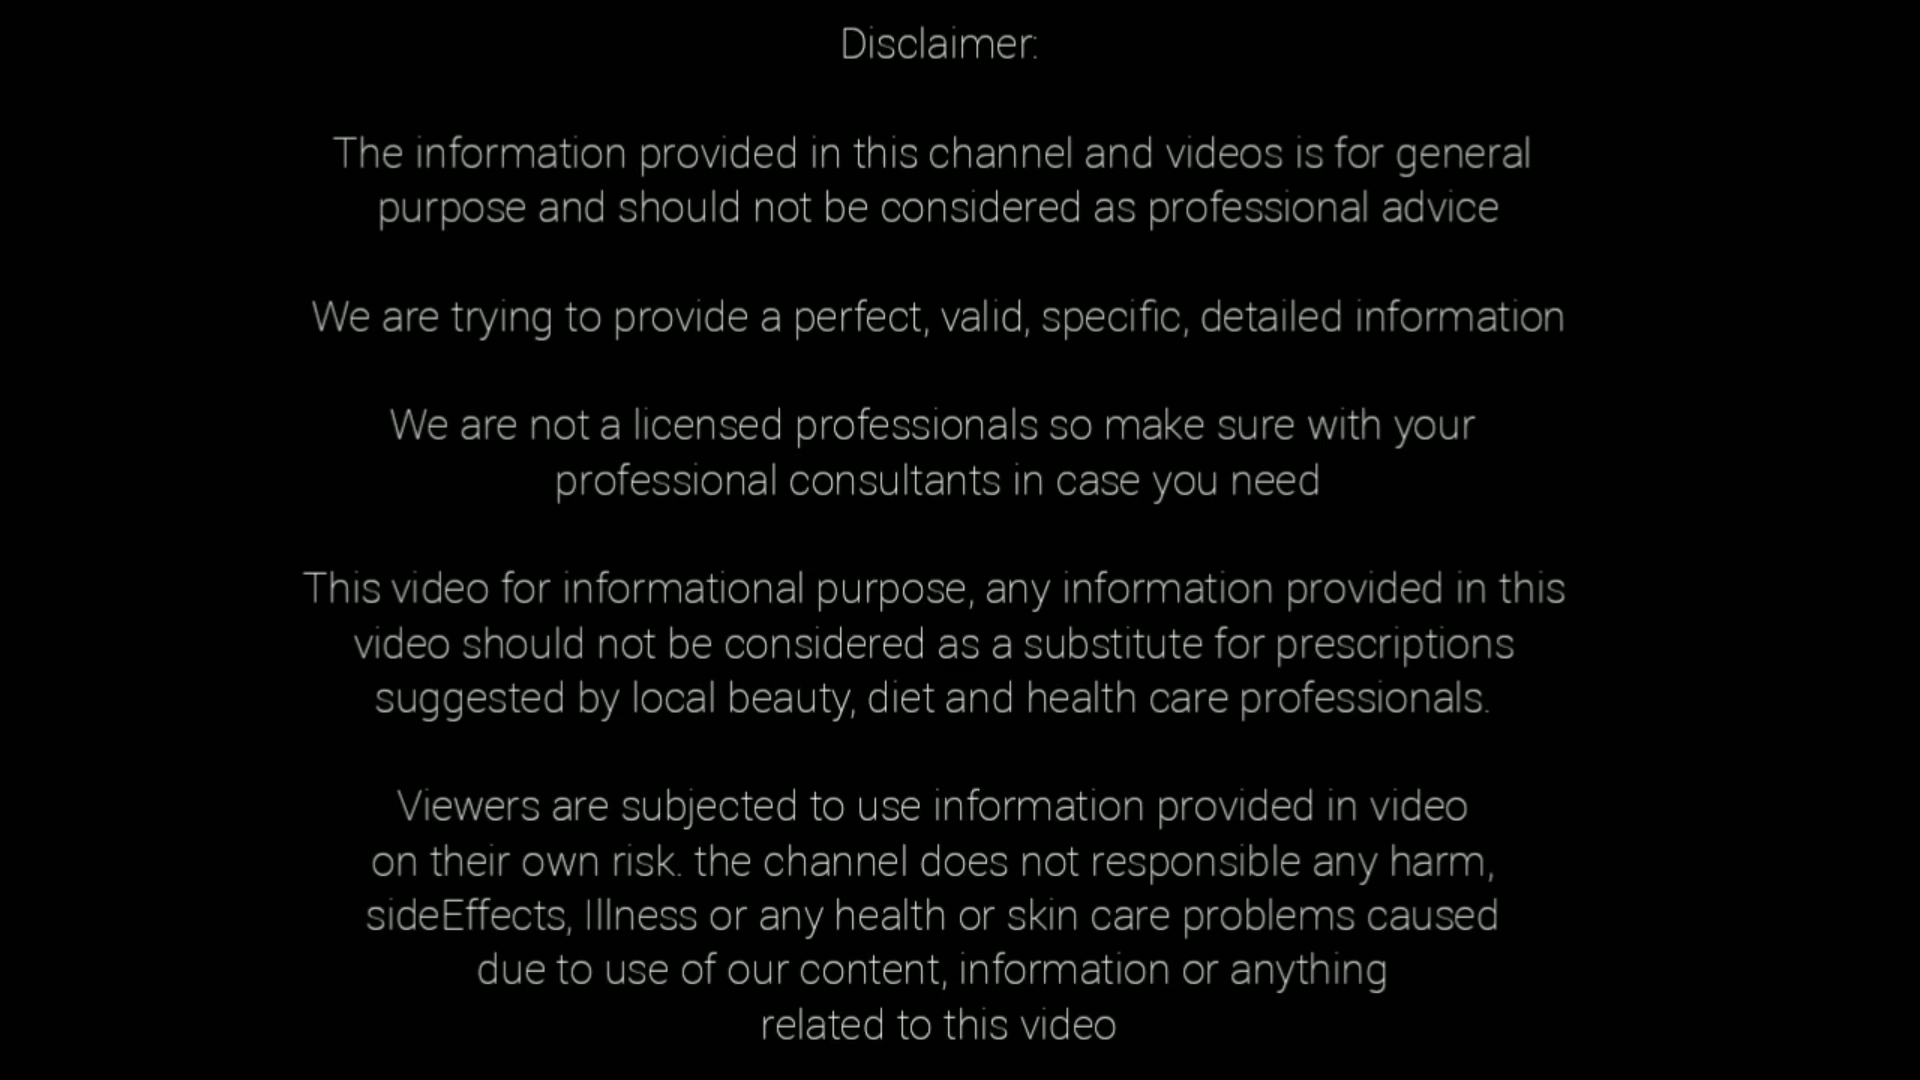 Disclaimer:
The information provided in this channel and videos is for general
purpose and should not be considered as professional advice
We are trying to provide a perfect, valid, specific, detailed information
We are not a licensed professionals so make sure with your
professional consultants in case you need
This video for informational purpose, any information provided in this
video should not be considered as a substitute for prescriptions
suggested by local beauty, diet and health care professionals.
Viewers are subjected to use information provided in video
on their own risk. the channel does not responsible any harm,
sideEffects, Illness or any health or skin care problems caused
due to use of our content, information or anything
related to this video